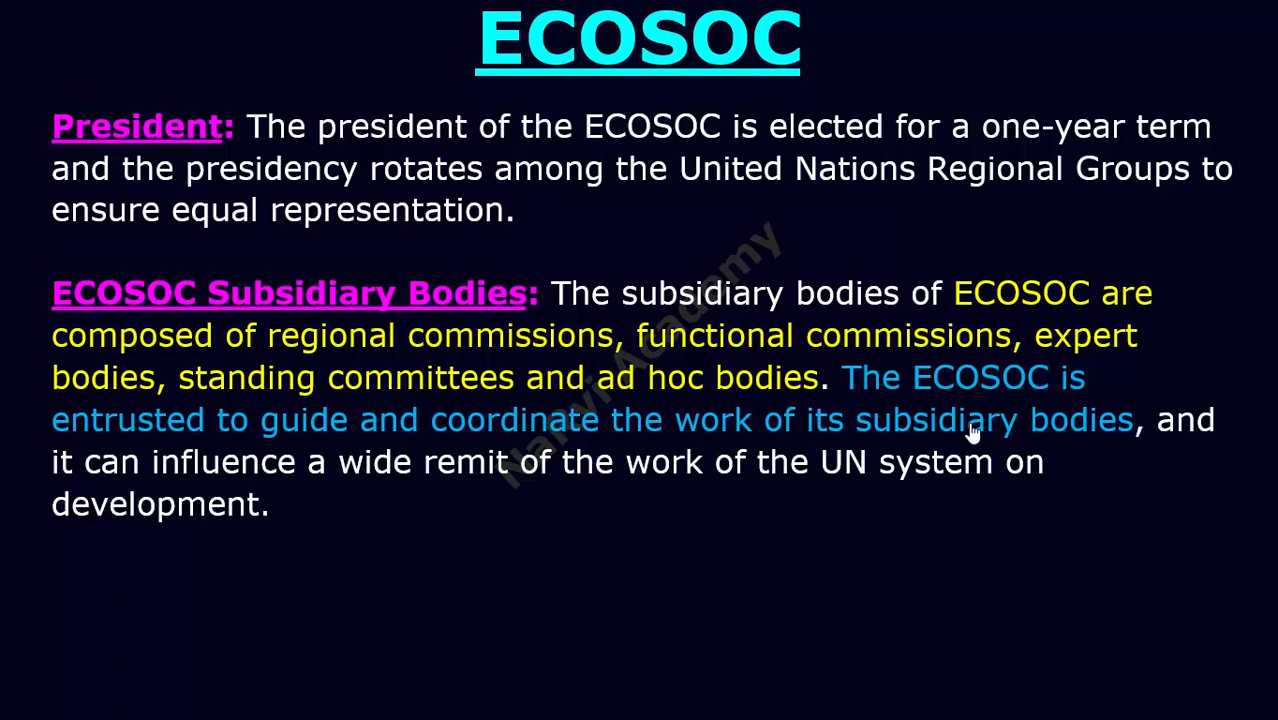 ECOSOC
President: The president of the ECOSOC is elected for a one-year term
and the presidency rotates among the United Nations Regional Groups to
ensure equal representation.
ECOSOC Subsidiary Bodies: The subsidiary bodies of ECOSOC are
composed of regional commissions, functional commissions, expert
bodies, standing committees and ad hoc bodies. The ECOSOC is
entrusted to guide and coordinate the work of its subsidiary bodies, and
it can influence a wide remit of the work of the UN system on
development.